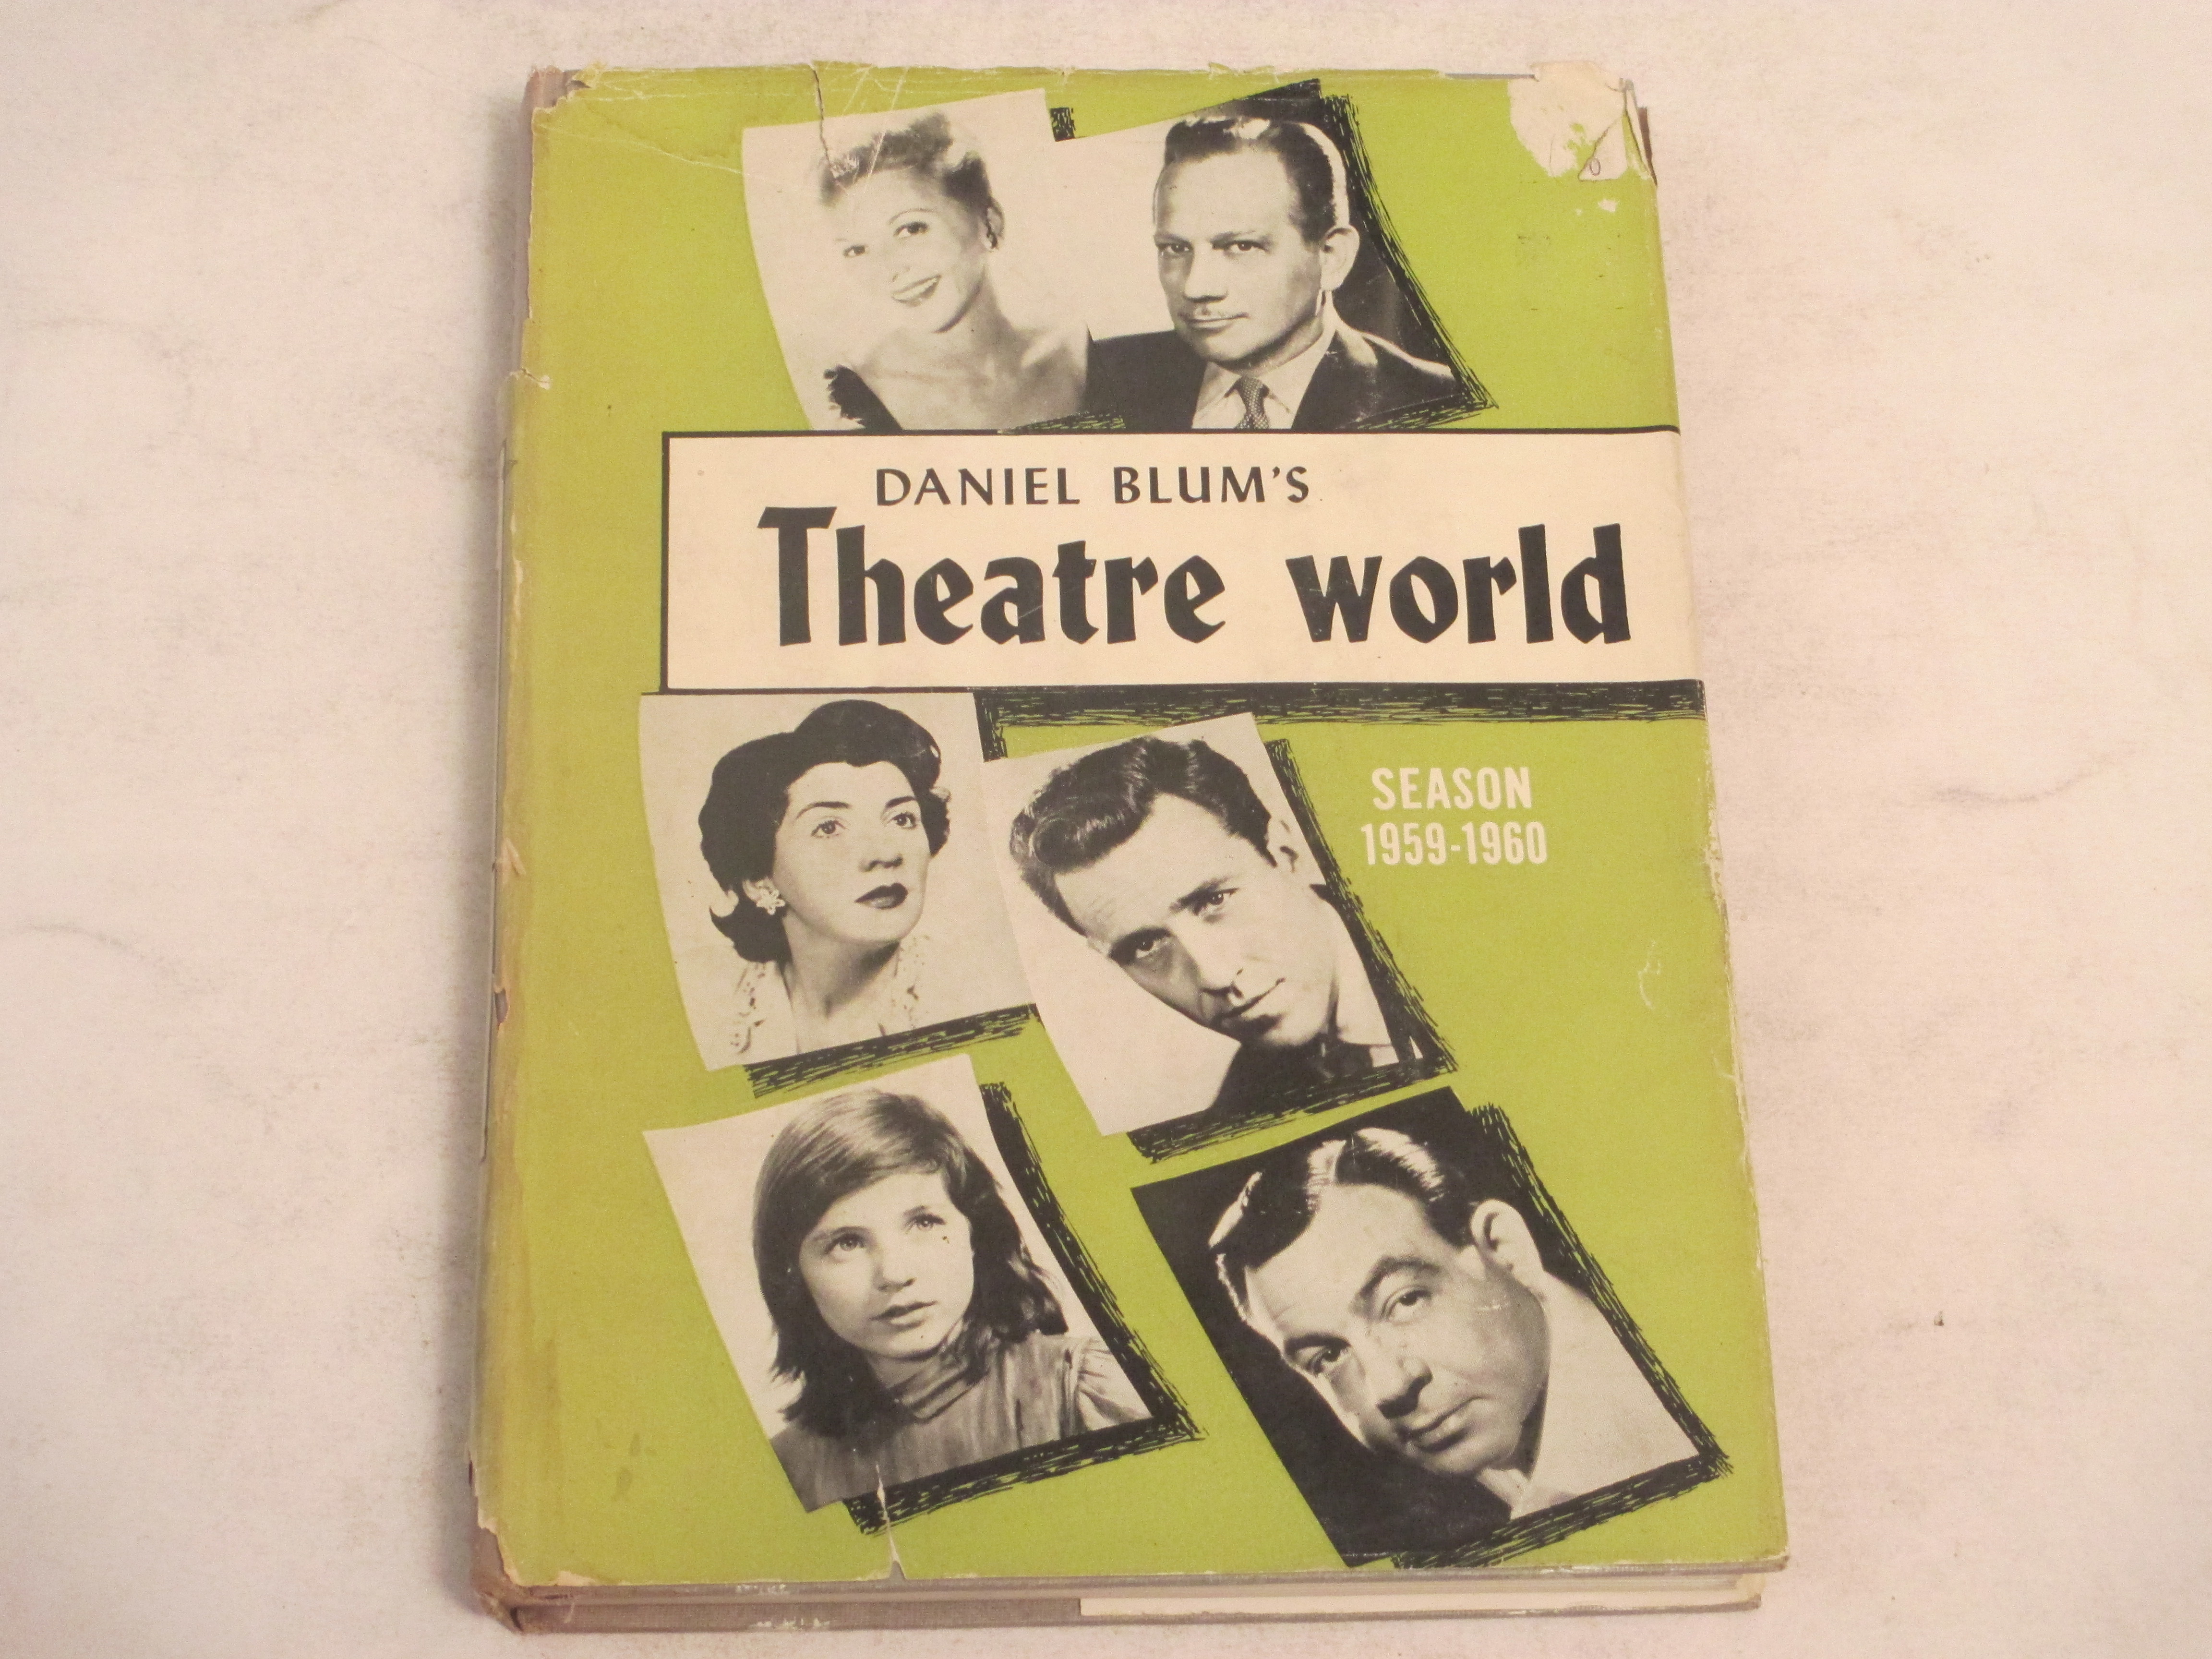 DANIEL BLUM'S
Theatre world
SEASON
1959-1960